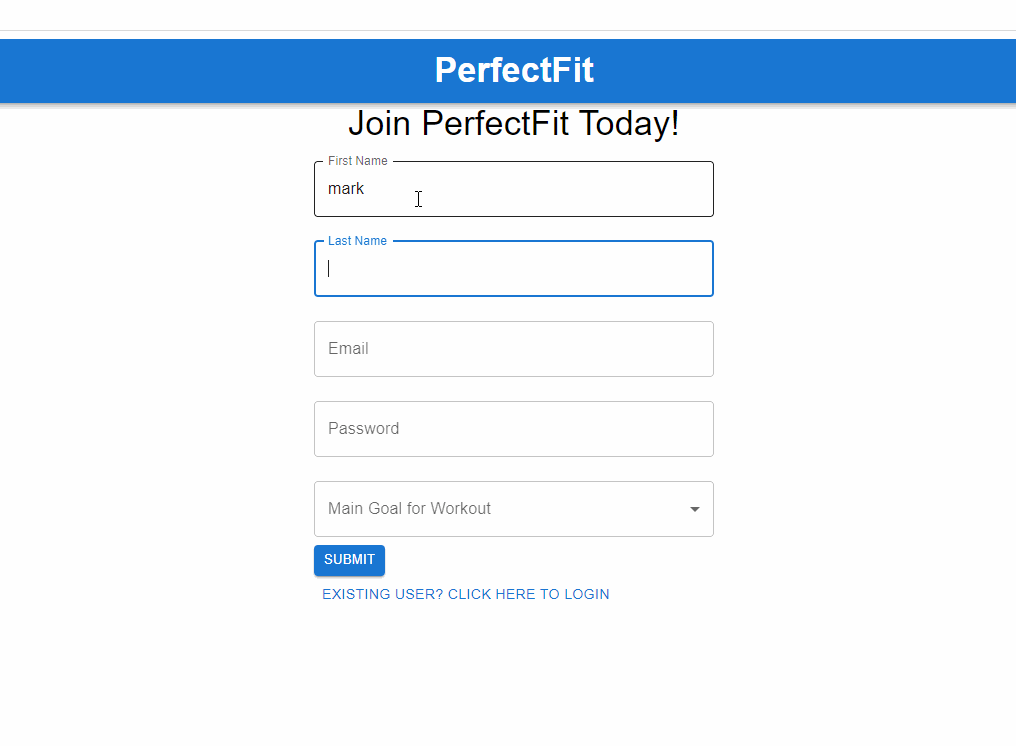 PerfectFit
Join PerfectFit Today!
First Name
mark
Last Name
Email
Password
Main Goal for Workout
SUBMIT
EXISTING USER? CLICK HERE TO LOGIN